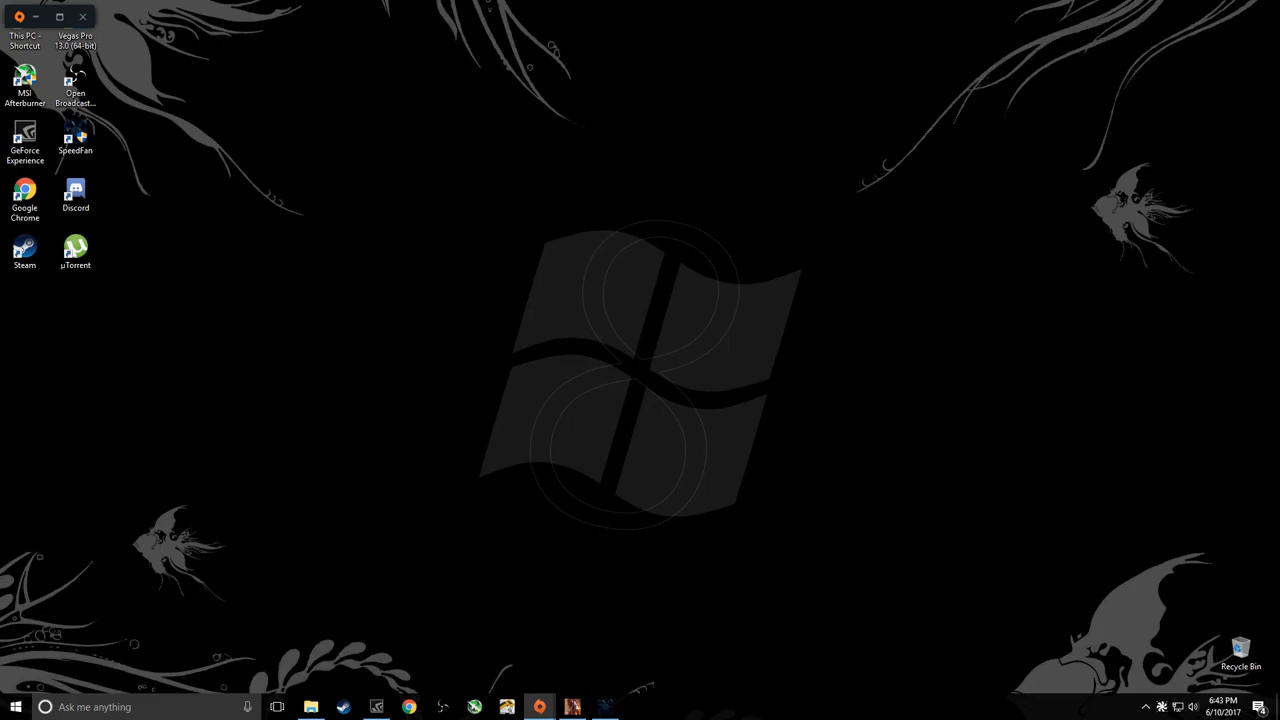 This PC -
Shortcut
Vegas Pro
13.0 (64-bit)
MSI
Afterburner
Open
Broadcast...
GeForce
Experience
SpeedFan
Google
Chrome
Discord
Steam
µTorrent
Recycle Bin
Ask me anything
6:43 PM
6/10/2017
4